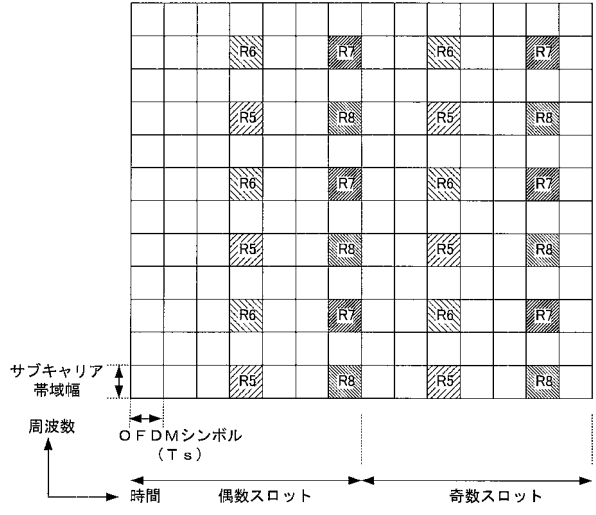 R6 R7 R6 R7
R5 R8 R5 R8
R6 R7 R6 R7
R5 R8 R5 R8
R6 R7 R6 R7
R5 R8 R5 R8
サブキャリア
帯域幅
周波数
OFDMシンボル
(Ts)
時間 偶数スロット 奇数スロット